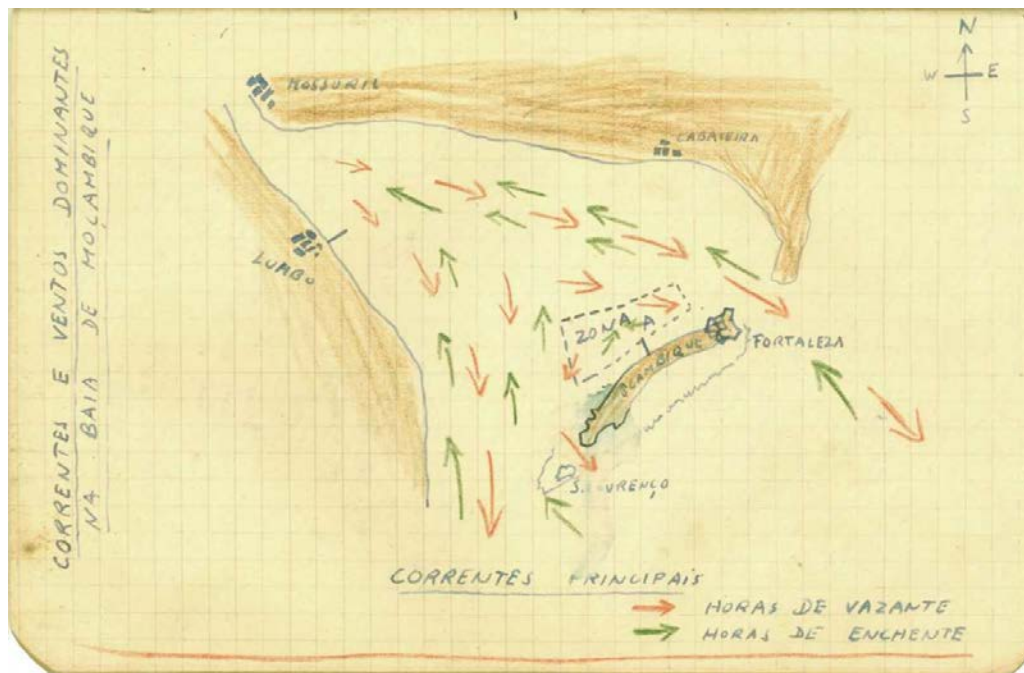 CORRENTES E VENTOS DOMINANTES
NA BAIA DE MOÇAMBIQUE
N
W E
S
MOSSURIL
CABACEIRA
LUMBO
ZONA A
FORTALEZA
OCAMBIQUE
S. LOURENÇO
CORRENTES PRINCIPAIS
HORAS DE VAZANTE
HORAS DE ENCHENTE